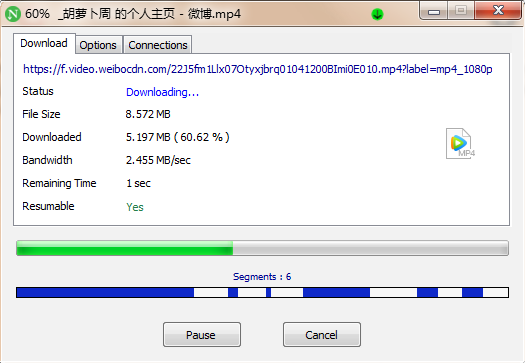 60% _胡萝卜周 的个人主页 - 微博.mp4
Download Options Connections
https://f.video.weibocdn.com/22J5fm1Llx07Otyxjbrq01041200BImi0E010.mp4?label=mp4_1080p
Status Downloading...
File Size 8.572 MB
Downloaded 5.197 MB ( 60.62 % )
Bandwidth 2.455 MB/sec
MP4
Remaining Time 1 sec
Resumable Yes
Segments : 6
Pause Cancel